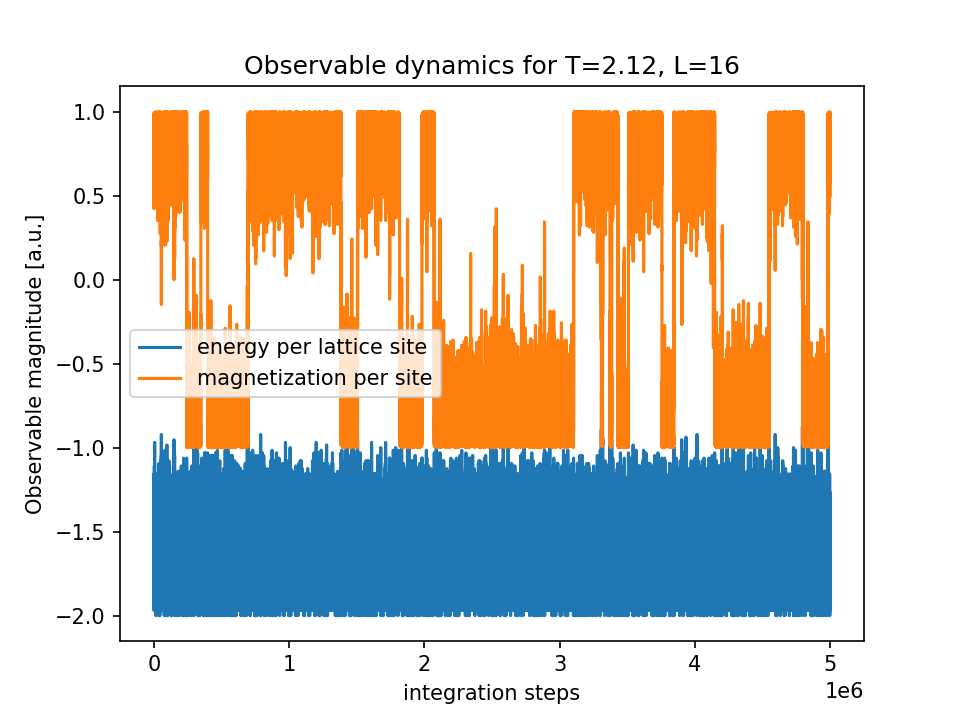 Observable dynamics for T=2.12, L=16
Observable magnitude [a.u.]
1.0
0.5
0.0
−0.5
−1.0
−1.5
−2.0
energy per lattice site
magnetization per site
0 1 2 3 4 5
1e6
integration steps